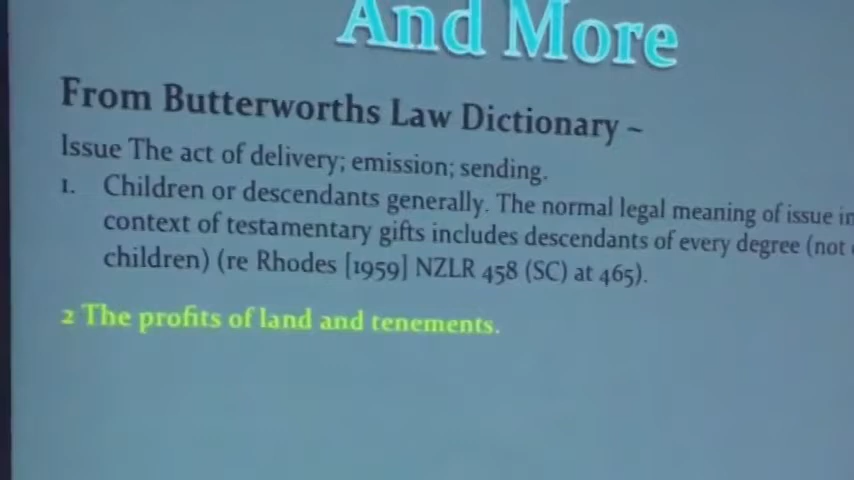 And More
From Butterworths Law Dictionary ~
Issue The act of delivery; emission; sending.
1. Children or descendants generally. The normal legal meaning of issue in
context of testamentary gifts includes descendants of every degree (not
children) (re Rhodes [1959] NZLR 458 (SC) at 465).
2 The profits of land and tenements.